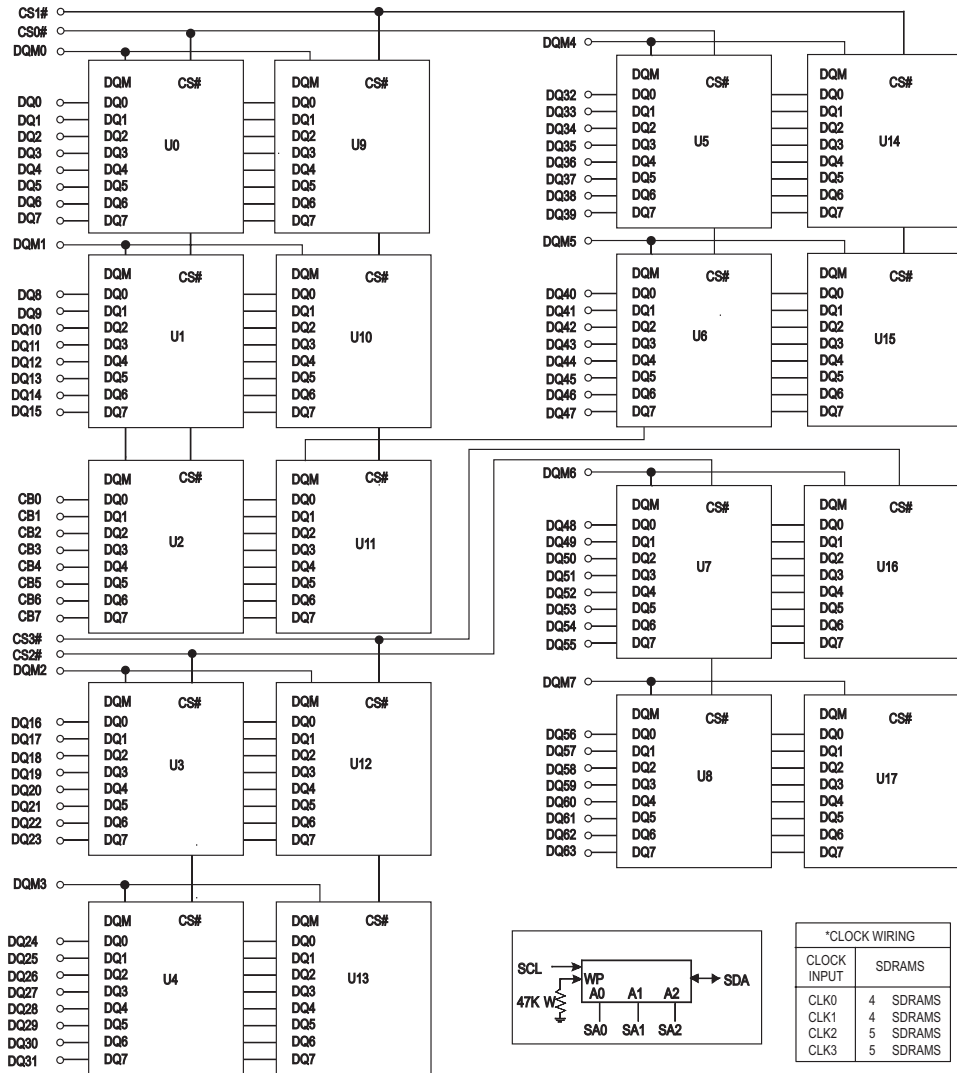 CS1#
CS0#
DQM0
DQM CS#
DQ0 DQ0 DQ0
DQ1 DQ1 DQ1
DQ2 DQ2 DQ2
DQ3 DQ3 U0 DQ3 U9
DQ4 DQ4 DQ4
DQ5 DQ5 DQ5
DQ6 DQ6 DQ6
DQ7 DQ7 DQ7
DQM CS#
DQM1
DQM CS# DQM CS#
DQ8 DQ0 DQ0
DQ9 DQ1 DQ1
DQ10 DQ2 U1 DQ2 U10
DQ11 DQ3 DQ3
DQ12 DQ4 DQ4
DQ13 DQ5 DQ5
DQ14 DQ6 DQ6
DQ15 DQ7 DQ7
DQM CS# DQM CS#
CB0 DQ0 DQ0
CB1 DQ1 DQ1
CB2 DQ2 U2 DQ2 U11
CB3 DQ3 DQ3
CB4 DQ4 DQ4
CB5 DQ5 DQ5
CB6 DQ6 DQ6
CB7 DQ7 DQ7
CS3#
CS2#
DQM2
DQM CS# DQM CS#
DQ16 DQ0 DQ0
DQ17 DQ1 DQ1
DQ18 DQ2 U3 DQ2 U12
DQ19 DQ3 DQ3
DQ20 DQ4 DQ4
DQ21 DQ5 DQ5
DQ22 DQ6 DQ6
DQ23 DQ7 DQ7
DQM3
DQM CS# DQM CS#
DQ24 DQ0 DQ0
DQ25 DQ1 DQ1
DQ26 DQ2 U4 DQ2 U13
DQ27 DQ3 DQ3
DQ28 DQ4 DQ4
DQ29 DQ5 DQ5
DQ30 DQ6 DQ6
DQ31 DQ7 DQ7
DQM4
DQM CS# DQM CS#
DQ32 DQ0 DQ0
DQ33 DQ1 DQ1
DQ34 DQ2 U5 DQ2 U14
DQ35 DQ3 DQ3
DQ36 DQ4 DQ4
DQ37 DQ5 DQ5
DQ38 DQ6 DQ6
DQ39 DQ7 DQ7
DQM5
DQM CS# DQM CS#
DQ40 DQ0 DQ0
DQ41 DQ1 DQ1
DQ42 DQ2 U6 DQ2 U15
DQ43 DQ3 DQ3
DQ44 DQ4 DQ4
DQ45 DQ5 DQ5
DQ46 DQ6 DQ6
DQ47 DQ7 DQ7
DQM6
DQM CS# DQM CS#
DQ48 DQ0 DQ0
DQ49 DQ1 DQ1
DQ50 DQ2 U7 DQ2 U16
DQ51 DQ3 DQ3
DQ52 DQ4 DQ4
DQ53 DQ5 DQ5
DQ54 DQ6 DQ6
DQ55 DQ7 DQ7
DQM7
DQM CS# DQM CS#
DQ56 DQ0 DQ0
DQ57 DQ1 DQ1
DQ58 DQ2 U8 DQ2 U17
DQ59 DQ3 DQ3
DQ60 DQ4 DQ4
DQ61 DQ5 DQ5
DQ62 DQ6 DQ6
DQ63 DQ7 DQ7
SCL
WP SDA
47K W A0 A1 A2
SA0 SA1 SA2
*CLOCK WIRING
CLOCK INPUT SDRAMS
CLK0 4 SDRAMS
CLK1 4 SDRAMS
CLK2 5 SDRAMS
CLK3 5 SDRAMS